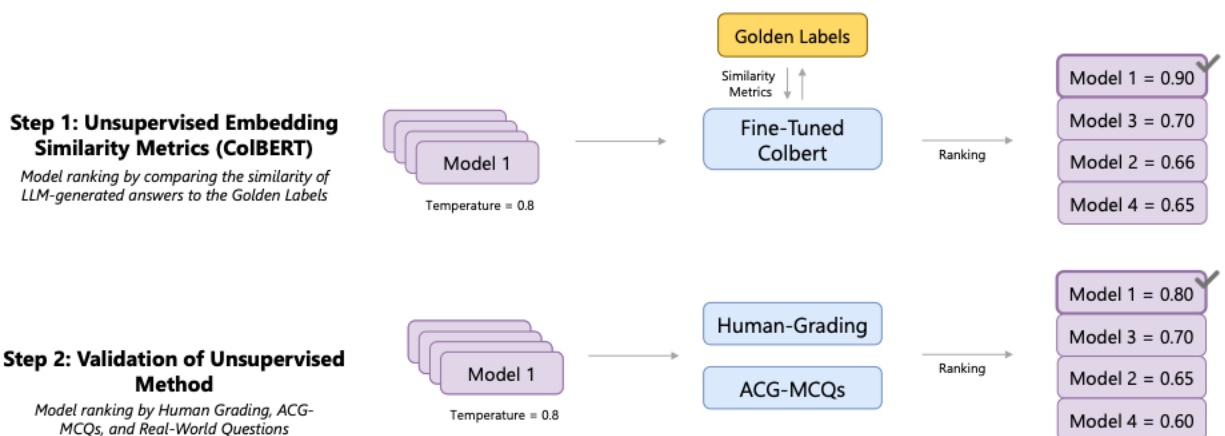 Golden Labels
Similarity
Metrics
Step 1: Unsupervised Embedding
Similarity Metrics (ColBERT)
Model ranking by comparing the similarity of
LLM-generated answers to the Golden Labels
Model 1
Temperature = 0.8
Fine-Tuned
Colbert
Ranking
Model 1 = 0.90
Model 3 = 0.70
Model 2 = 0.66
Model 4 = 0.65
Step 2: Validation of Unsupervised
Method
Model ranking by Human Grading, ACG-
MCQs, and Real-World Questions
Model 1
Temperature = 0.8
Human-Grading
ACG-MCQs
Ranking
Model 1 = 0.80
Model 3 = 0.70
Model 2 = 0.65
Model 4 = 0.60